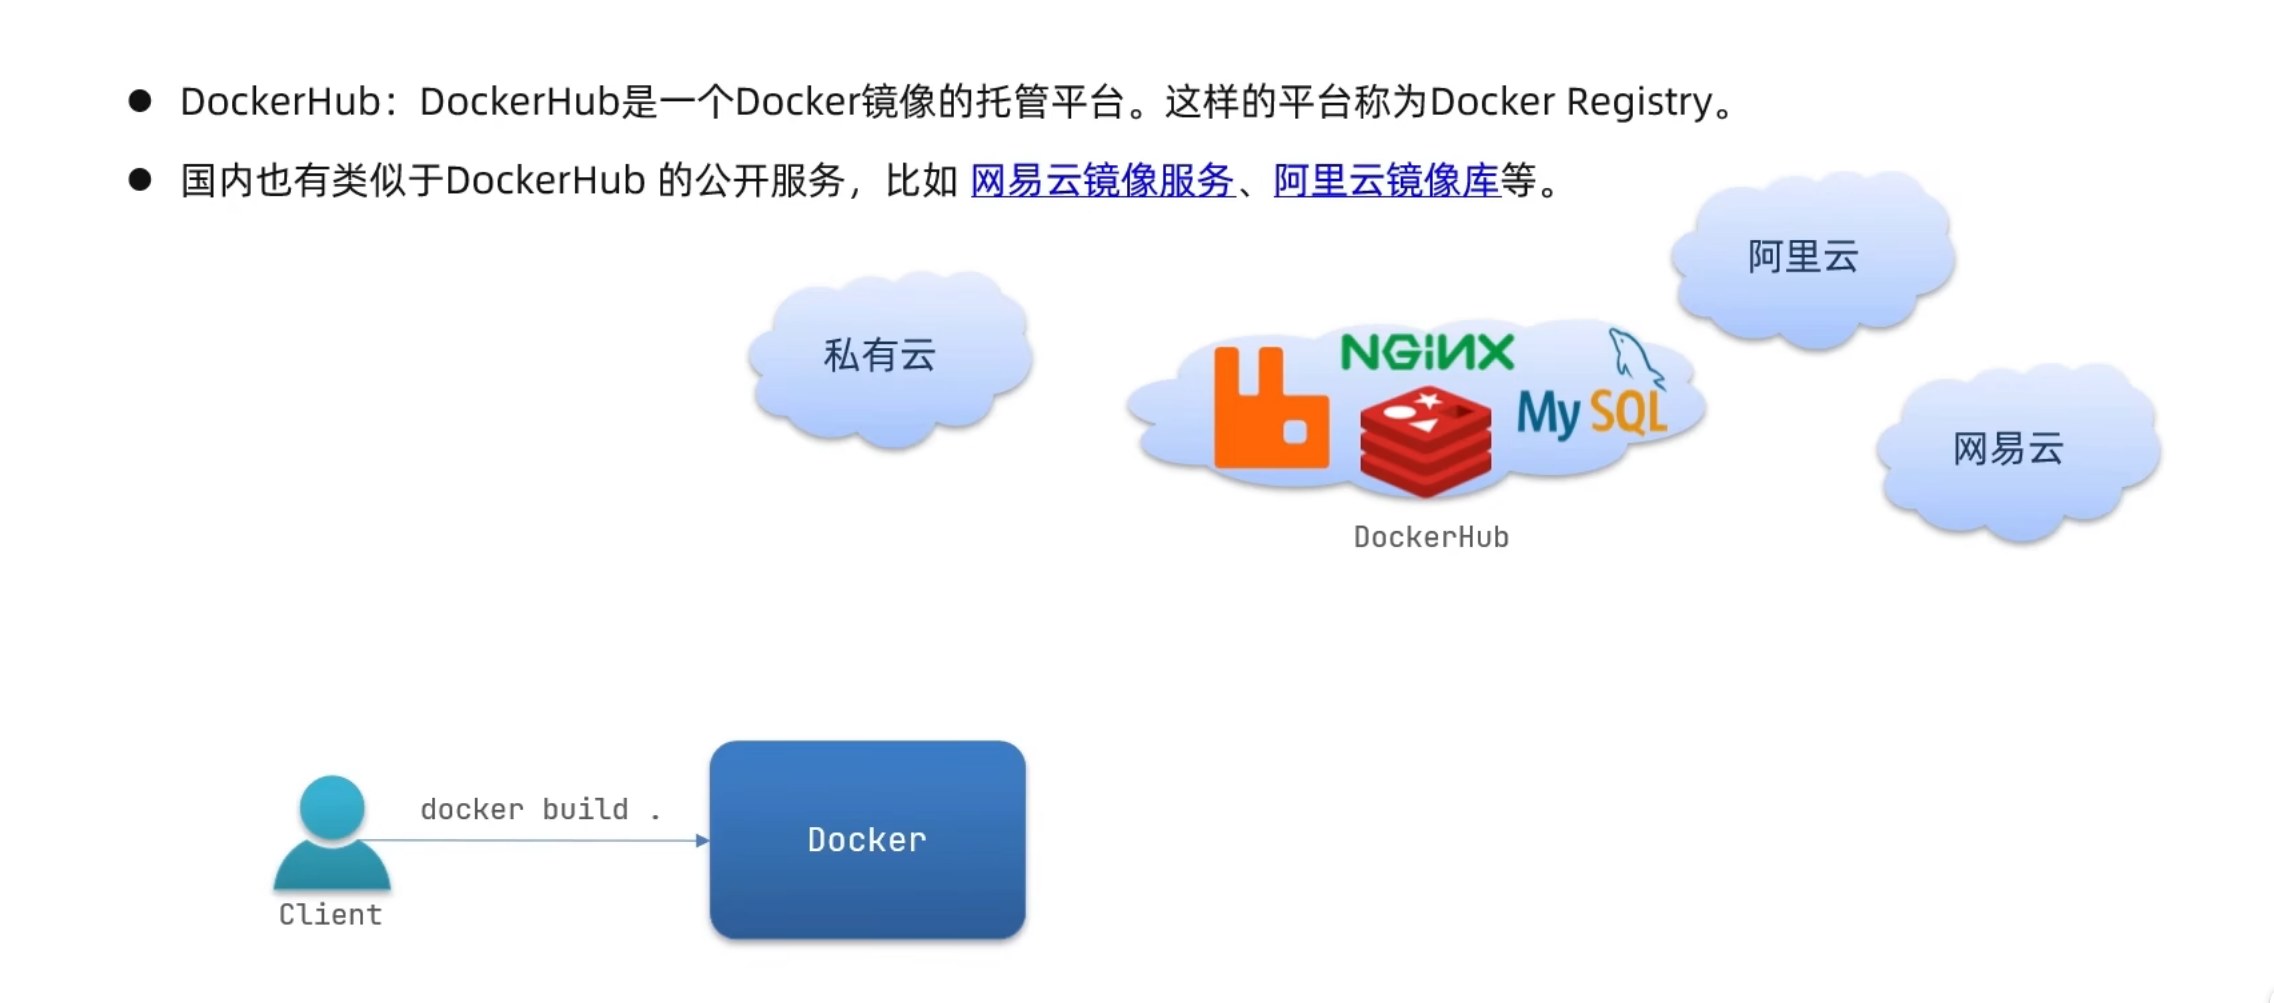 DockerHub：DockerHub是一个Docker镜像的托管平台。这样的平台称为Docker Registry。
国内也有类似于DockerHub 的公开服务，比如 网易云镜像服务、阿里云镜像库等。
阿里云
私有云
NGiNX
MySQL
网易云
DockerHub
docker build .
Docker
Client